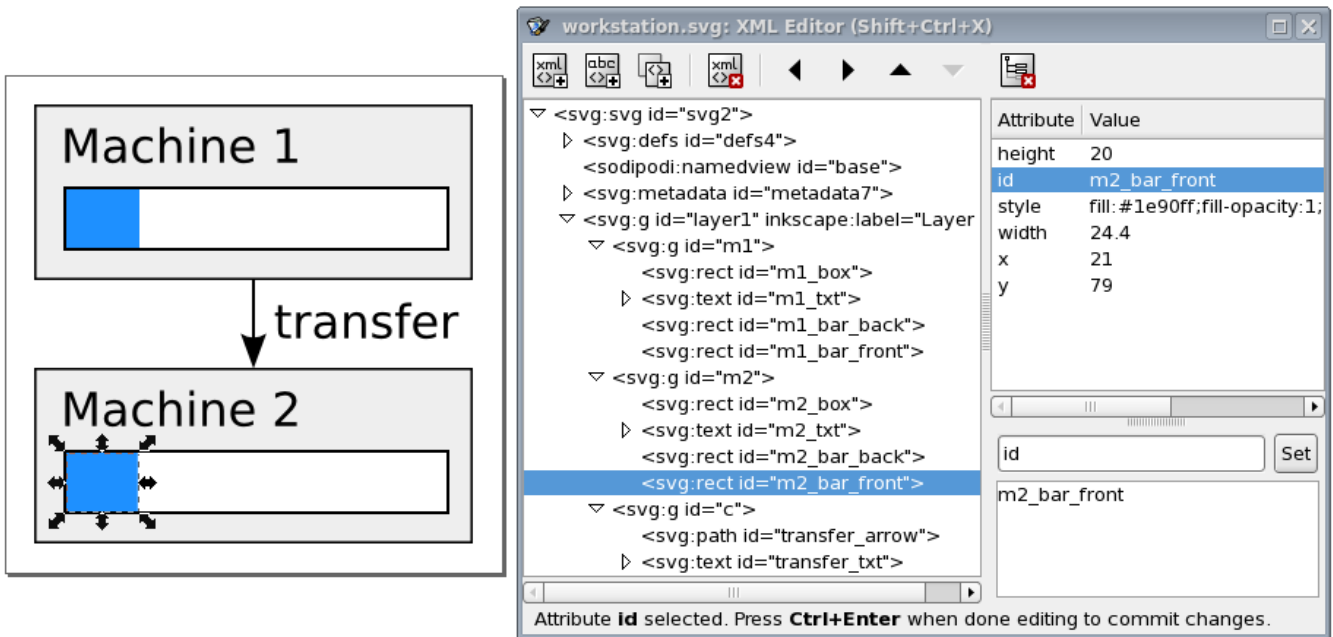 Machine 1
transfer
Machine 2
workstation.svg: XML Editor (Shift+Ctrl+X)
xml
abc
xml
<svg:svg id="svg2">
<svg:defs id="defs4">
<sodipodi:namedview id="base">
<svg:metadata id="metadata7">
<svg:g id="layer1" inkscape:label="Layer
<svg:g id="m1">
<svg:rect id="m1_box">
<svg:text id="m1_txt">
<svg:rect id="m1_bar_back">
<svg:rect id="m1_bar_front">
<svg:g id="m2">
<svg:rect id="m2_box">
<svg:text id="m2_txt">
<svg:rect id="m2_bar_back">
<svg:rect id="m2_bar_front">
<svg:g id="c">
<svg:path id="transfer_arrow">
<svg:text id="transfer_txt">
Attribute Value
height 20
id m2_bar_front
style fill:#1e90ff;fill-opacity:1;
width 24.4
x 21
y 79
id Set
m2_bar_front
Attribute id selected. Press Ctrl+Enter when done editing to commit changes.